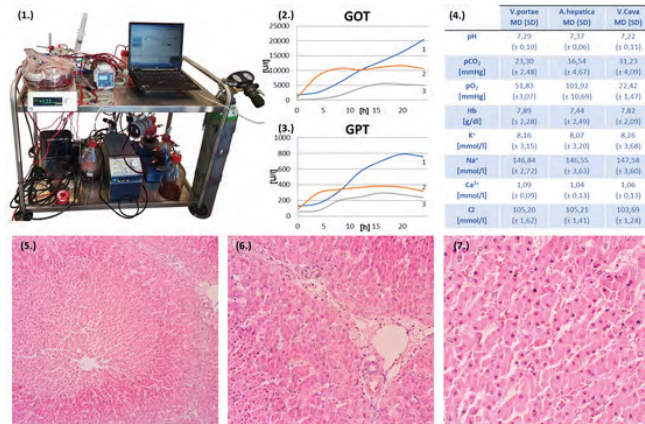 (1.)
(2.)
GOT
25000
20000
15000
10000
5000
0
[U/l]
1
2
3
0
5
10
[h]
15
20
(3.)
GPT
1000
800
600
400
200
0
[U/l]
1
2
3
0
5
10
[h]
15
20
(4.)
V.portae MD (SD)
A.hepatica MD (SD)
V.Cava MD (SD)
pH 7,29 (± 0,10) 7,37 (± 0,06) 7,22 (± 0,11)
pCO₂ [mmHg] 23,30 (± 2,48) 16,54 (± 4,67) 31,23 (± 4,09)
pO₂ [mmHg] 51,83 (±3,07) 101,92 (± 10,69) 22,42 (± 1,47)
Hb [g/dl] 7,89 (± 2,28) 7,44 (± 2,49) 7,82 (± 2,09)
K⁺ [mmol/l] 8,16 (± 3,15) 8,07 (± 3,20) 8,26 (± 3,68)
Na⁺ [mmol/l] 146,84 (± 2,72) 146,55 (± 3,63) 147,58 (± 3,60)
Ca²⁺ [mmol/l] 1,09 (± 0,09) 1,04 (± 0,13) 1,06 (± 0,13)
Cl [mmol/l] 105,20 (± 1,62) 105,21 (± 1,41) 103,69 (± 1,24)
(5.)
(6.)
(7.)